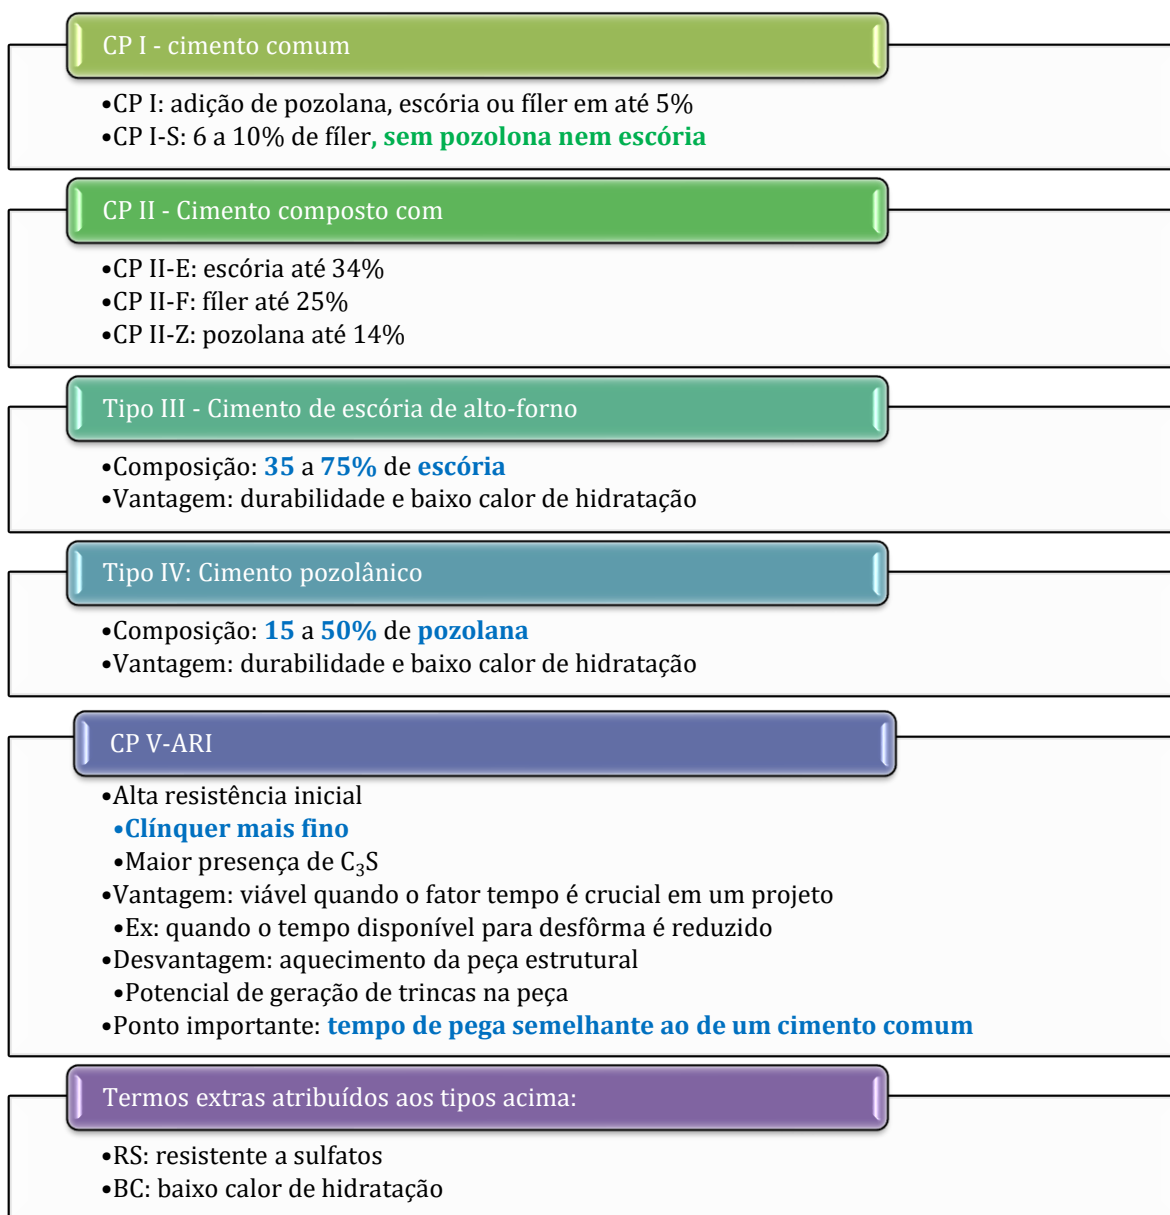 CP I - cimento comum
•CP I: adição de pozolana, escória ou fíler em até 5%
•CP I-S: 6 a 10% de fíler, sem pozolona nem escória
CP II - Cimento composto com
•CP II-E: escória até 34%
•CP II-F: fíler até 25%
•CP II-Z: pozolana até 14%
Tipo III - Cimento de escória de alto-forno
•Composição: 35 a 75% de escória
•Vantagem: durabilidade e baixo calor de hidratação
Tipo IV: Cimento pozolânico
•Composição: 15 a 50% de pozolana
•Vantagem: durabilidade e baixo calor de hidratação
CP V-ARI
•Alta resistência inicial
•Clínquer mais fino
•Maior presença de C₃S
•Vantagem: viável quando o fator tempo é crucial em um projeto
•Ex: quando o tempo disponível para desfôrma é reduzido
•Desvantagem: aquecimento da peça estrutural
•Potencial de geração de trincas na peça
•Ponto importante: tempo de pega semelhante ao de um cimento comum
Termos extras atribuídos aos tipos acima:
•RS: resistente a sulfatos
•BC: baixo calor de hidratação